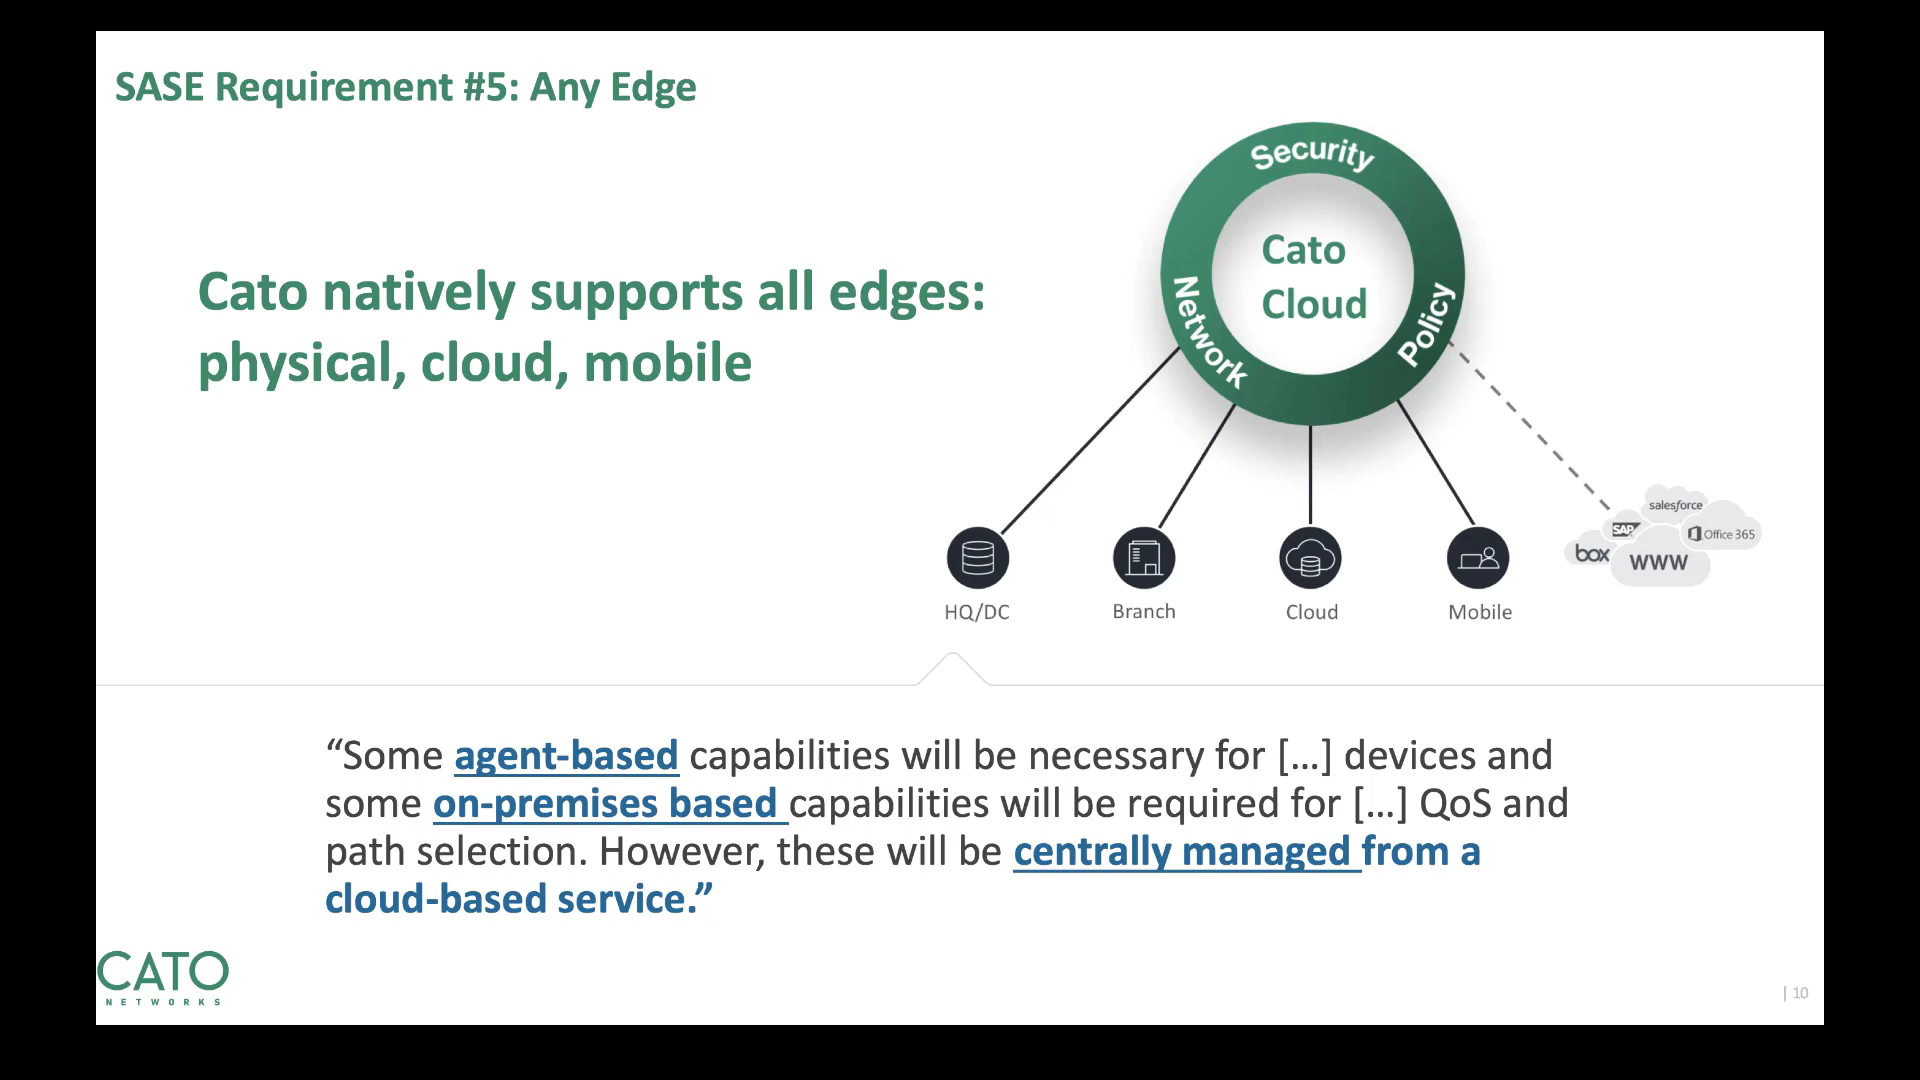 SASE Requirement #5: Any Edge
Cato natively supports all edges:
physical, cloud, mobile
Security
Network
Policy
Cato
Cloud
salesforce
SAP
Office 365
box
www
HQ/DC
Branch
Cloud
Mobile
“Some agent-based capabilities will be necessary for […] devices and
some on-premises based capabilities will be required for […] QoS and
path selection. However, these will be centrally managed from a
cloud-based service.”
CATO
NETWORKS
| 10